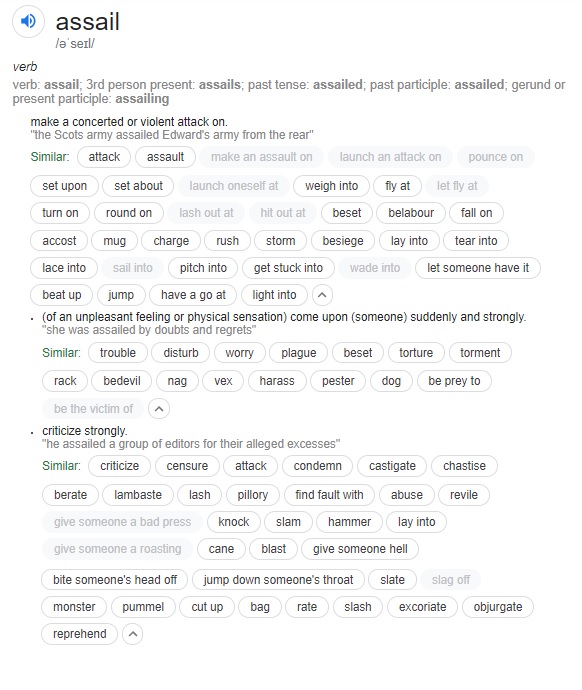 assail
/əˈseɪl/
verb
verb: assail; 3rd person present: assails; past tense: assailed; past participle: assailed; gerund or
present participle: assailing
make a concerted or violent attack on.
"the Scots army assailed Edward's army from the rear"
Similar: attack assault make an assault on launch an attack on pounce on
set upon set about launch oneself at weigh into fly at let fly at
turn on round on lash out at hit out at beset belabour fall on
accost mug charge rush storm besiege lay into tear into
lace into sail into pitch into get stuck into wade into let someone have it
beat up jump have a go at light into
(of an unpleasant feeling or physical sensation) come upon (someone) suddenly and strongly.
"she was assailed by doubts and regrets"
Similar: trouble disturb worry plague beset torture torment
rack bedevil nag vex harass pester dog be prey to
be the victim of
criticize strongly.
"he assailed a group of editors for their alleged excesses"
Similar: criticize censure attack condemn castigate chastise
berate lambaste lash pillory find fault with abuse revile
give someone a bad press knock slam hammer lay into
give someone a roasting cane blast give someone hell
bite someone's head off jump down someone's throat slate slag off
monster pummel cut up bag rate slash excoriate objurgate
reprehend